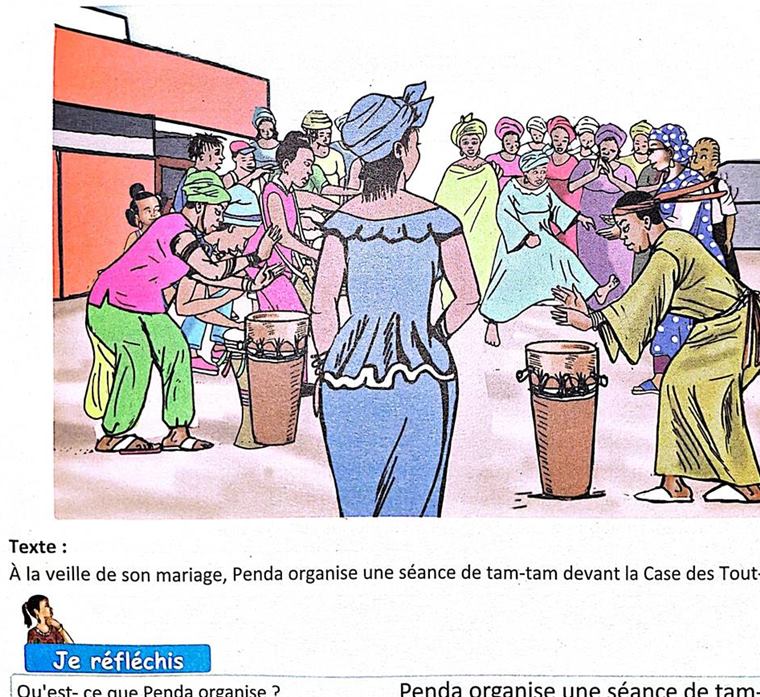 Texte :
À la veille de son mariage, Penda organise une séance de tam-tam devant la Case des Tout-
Je réfléchis
Qu'est- ce que Penda organise ? Penda organise une séance de tam-